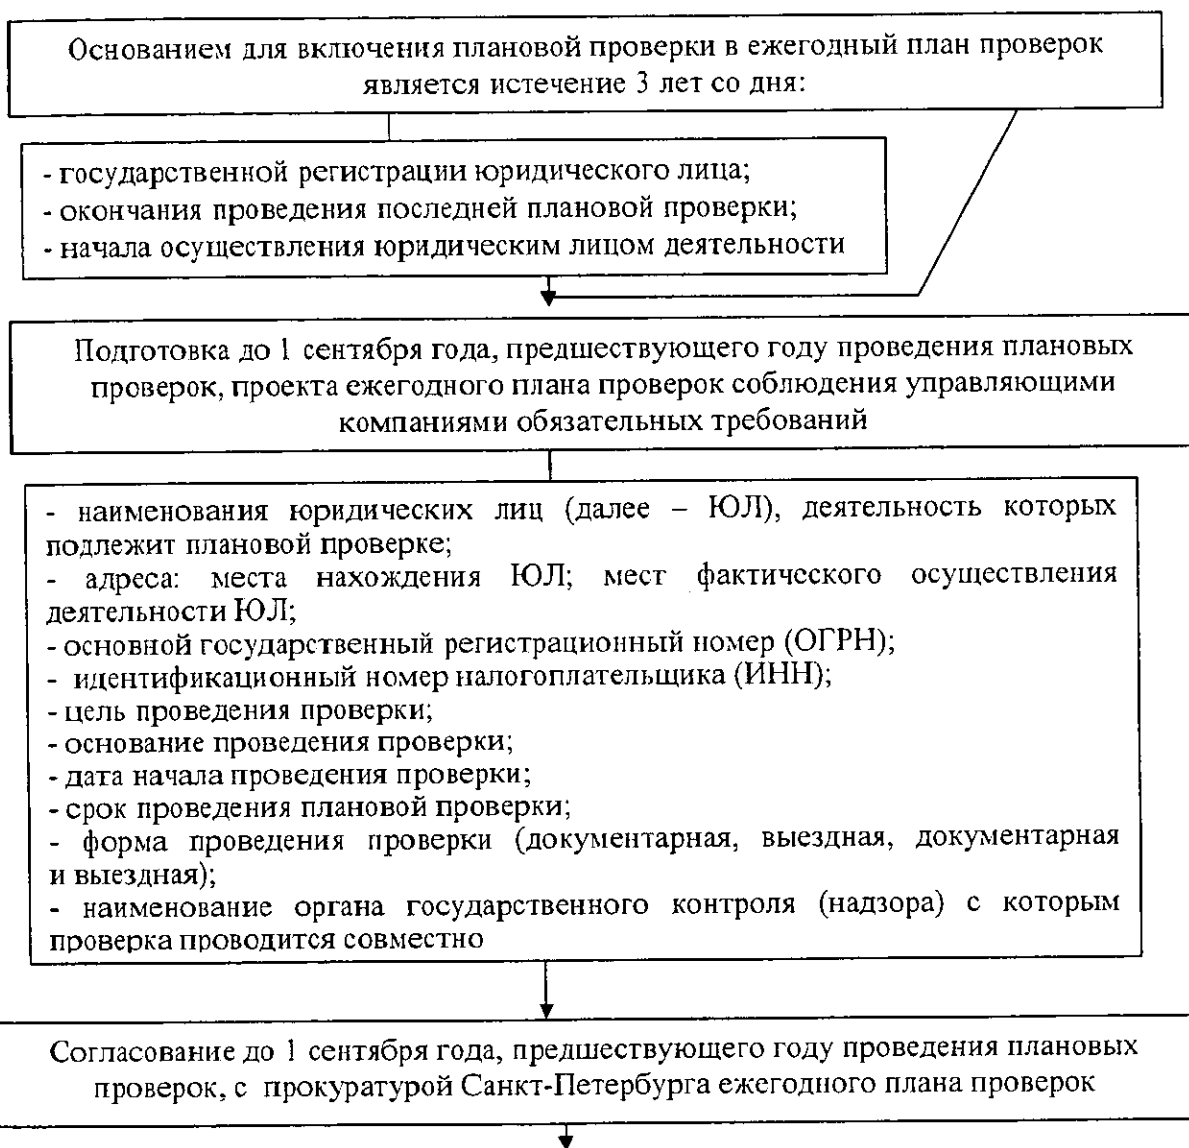 Основанием для включения плановой проверки в ежегодный план проверок
является истечение 3 лет со дня:
- государственной регистрации юридического лица;
- окончания проведения последней плановой проверки;
- начала осуществления юридическим лицом деятельности
Подготовка до 1 сентября года, предшествующего году проведения плановых
проверок, проекта ежегодного плана проверок соблюдения управляющими
компаниями обязательных требований
- наименования юридических лиц (далее – ЮЛ), деятельность которых
подлежит плановой проверке;
- адреса: места нахождения ЮЛ; мест фактического осуществления
деятельности ЮЛ;
- основной государственный регистрационный номер (ОГРН);
- идентификационный номер налогоплательщика (ИНН);
- цель проведения проверки;
- основание проведения проверки;
- дата начала проведения проверки;
- срок проведения плановой проверки;
- форма проведения проверки (документарная, выездная, документарная
и выездная);
- наименование органа государственного контроля (надзора) с которым
проверка проводится совместно
Согласование до 1 сентября года, предшествующего году проведения плановых
проверок, с прокуратурой Санкт-Петербурга ежегодного плана проверок